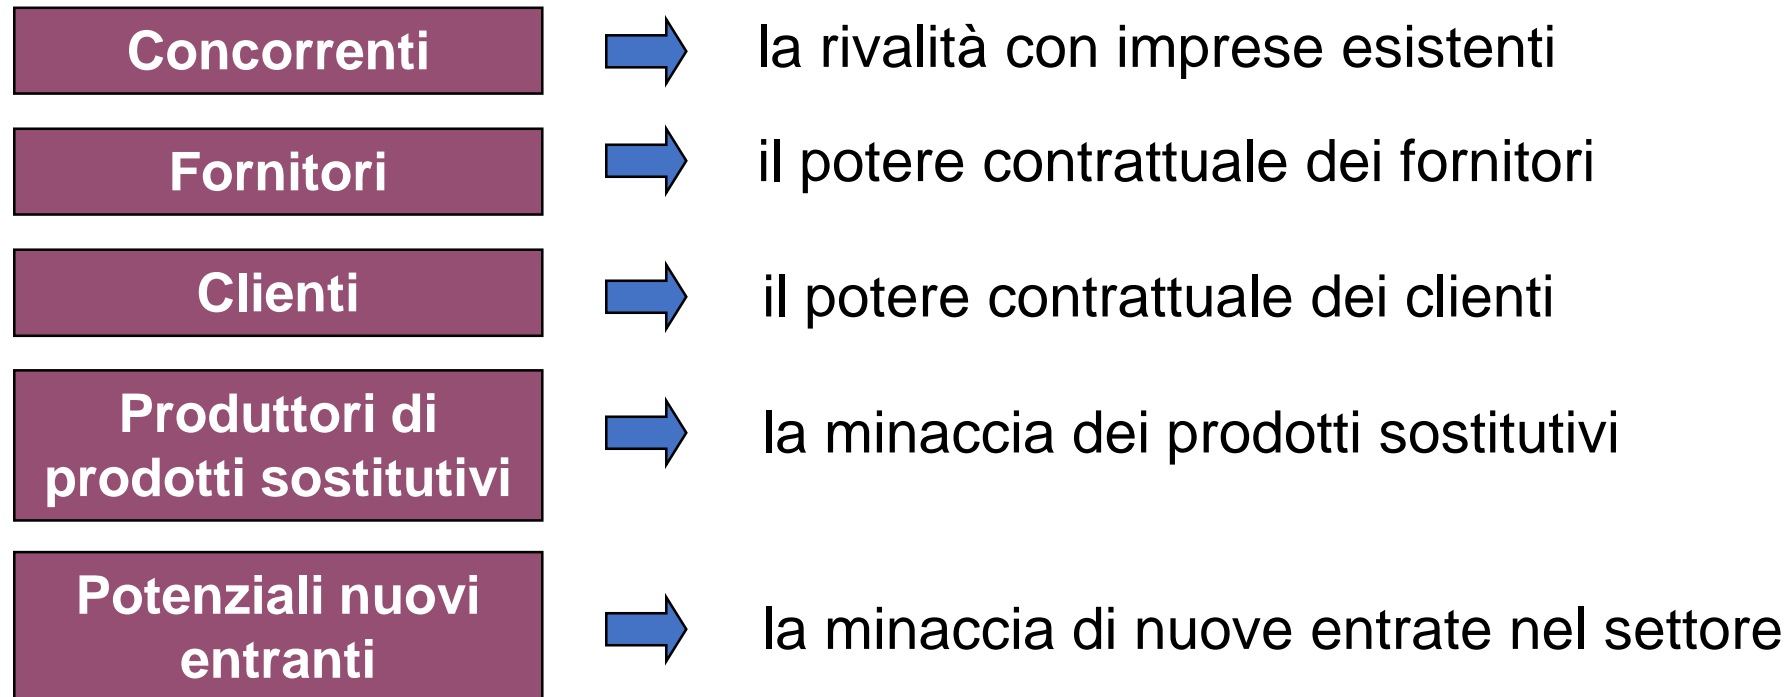 Concorrenti
la rivalità con imprese esistenti
Fornitori
il potere contrattuale dei fornitori
Clienti
il potere contrattuale dei clienti
Produttori di
prodotti sostitutivi
la minaccia dei prodotti sostitutivi
Potenziali nuovi
entranti
la minaccia di nuove entrate nel settore